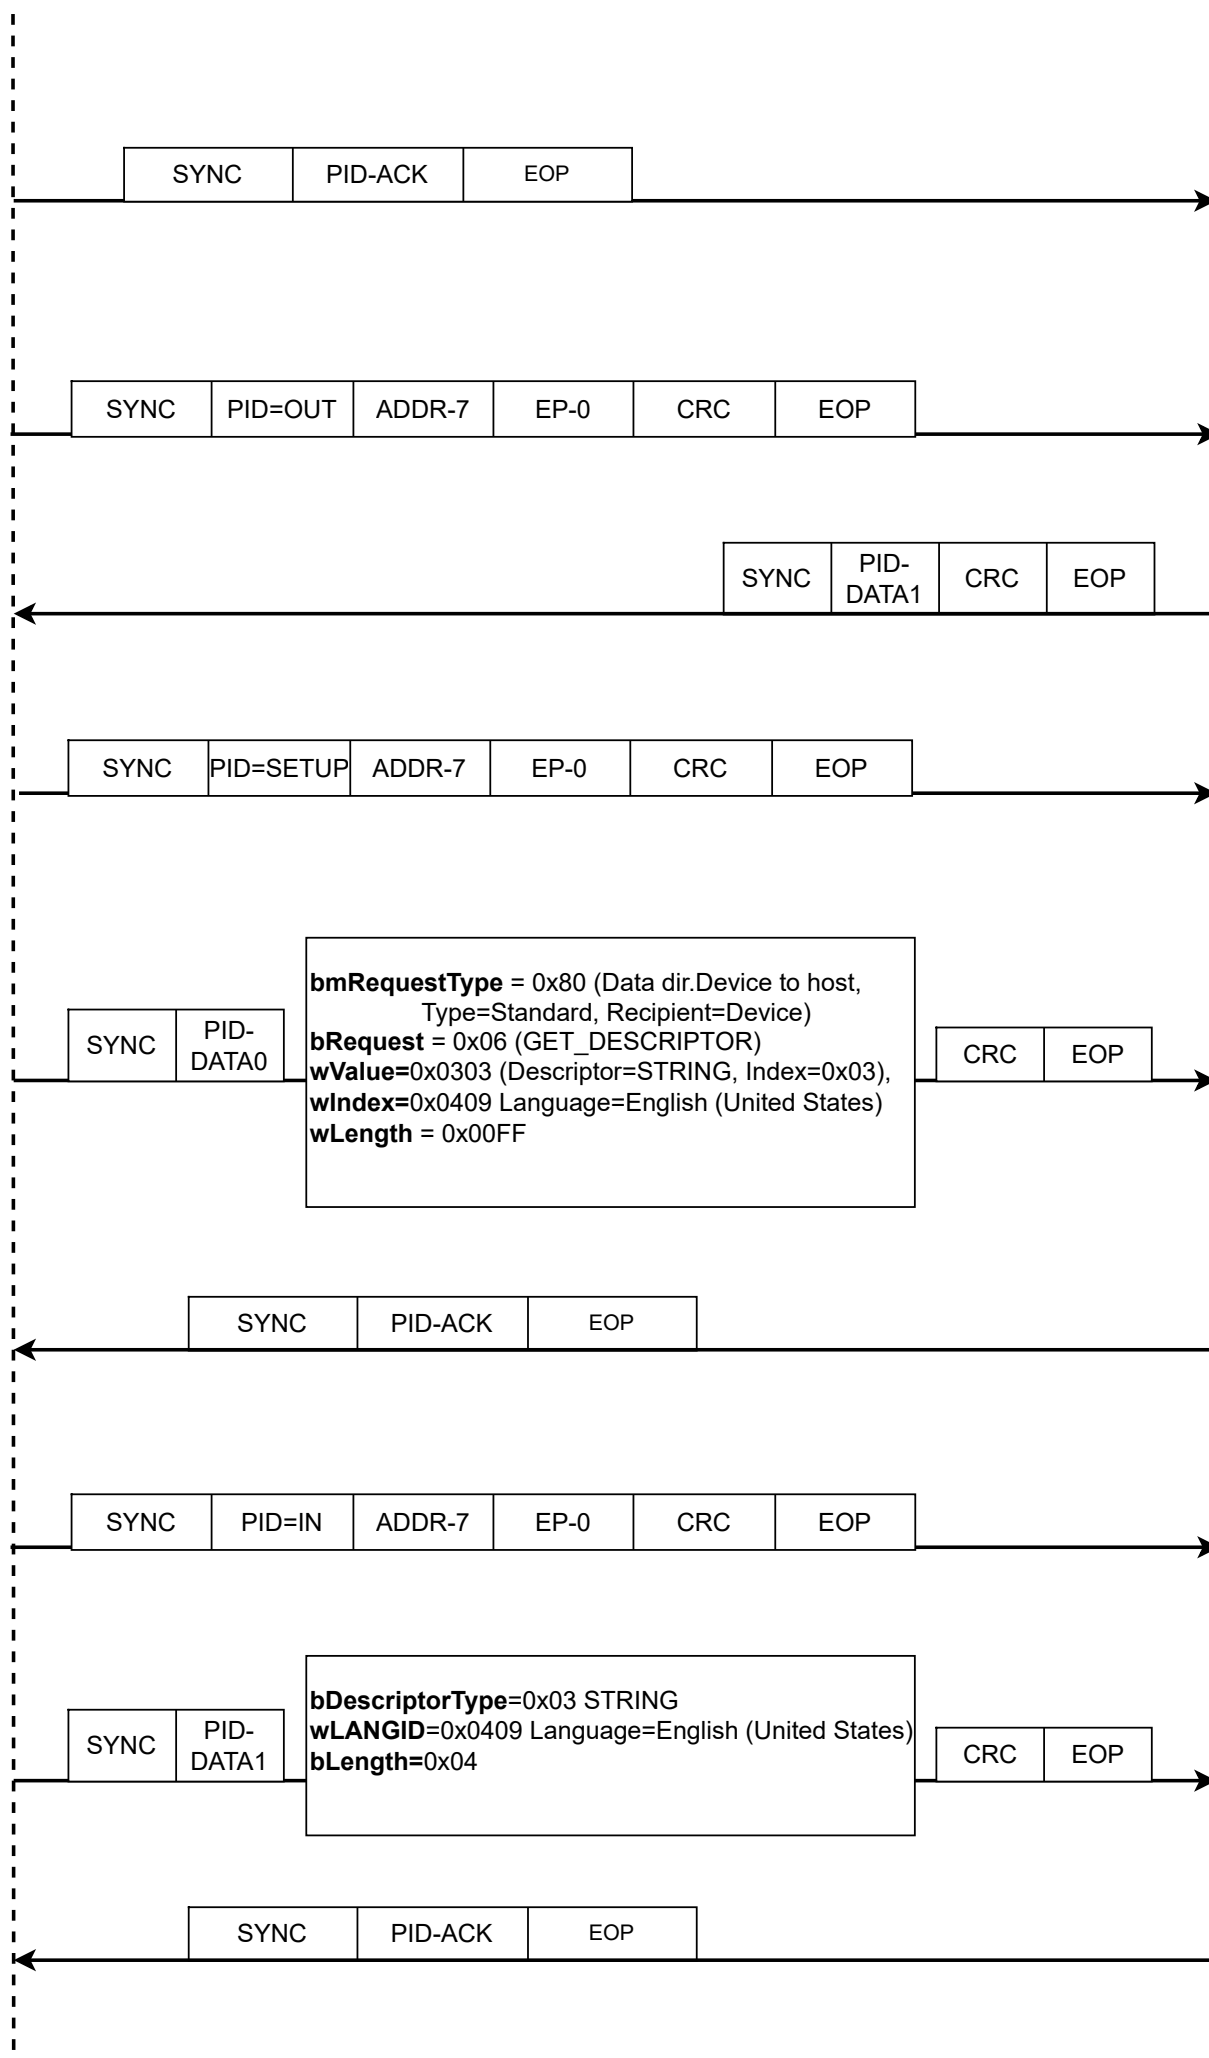 SYNC PID-ACK EOP
SYNC PID=OUT ADDR-7 EP-0 CRC EOP
SYNC PID-
DATA1 CRC EOP
SYNC PID=SETUP ADDR-7 EP-0 CRC EOP
SYNC PID-
DATA0
bmRequestType = 0x80 (Data dir.Device to host,
Type=Standard, Recipient=Device)
bRequest = 0x06 (GET_DESCRIPTOR)
wValue=0x0303 (Descriptor=STRING, Index=0x03),
wIndex=0x0409 Language=English (United States)
wLength = 0x00FF
CRC EOP
SYNC PID-ACK EOP
SYNC PID=IN ADDR-7 EP-0 CRC EOP
SYNC PID-
DATA1
bDescriptorType=0x03 STRING
wLANGID=0x0409 Language=English (United States)
bLength=0x04
CRC EOP
SYNC PID-ACK EOP